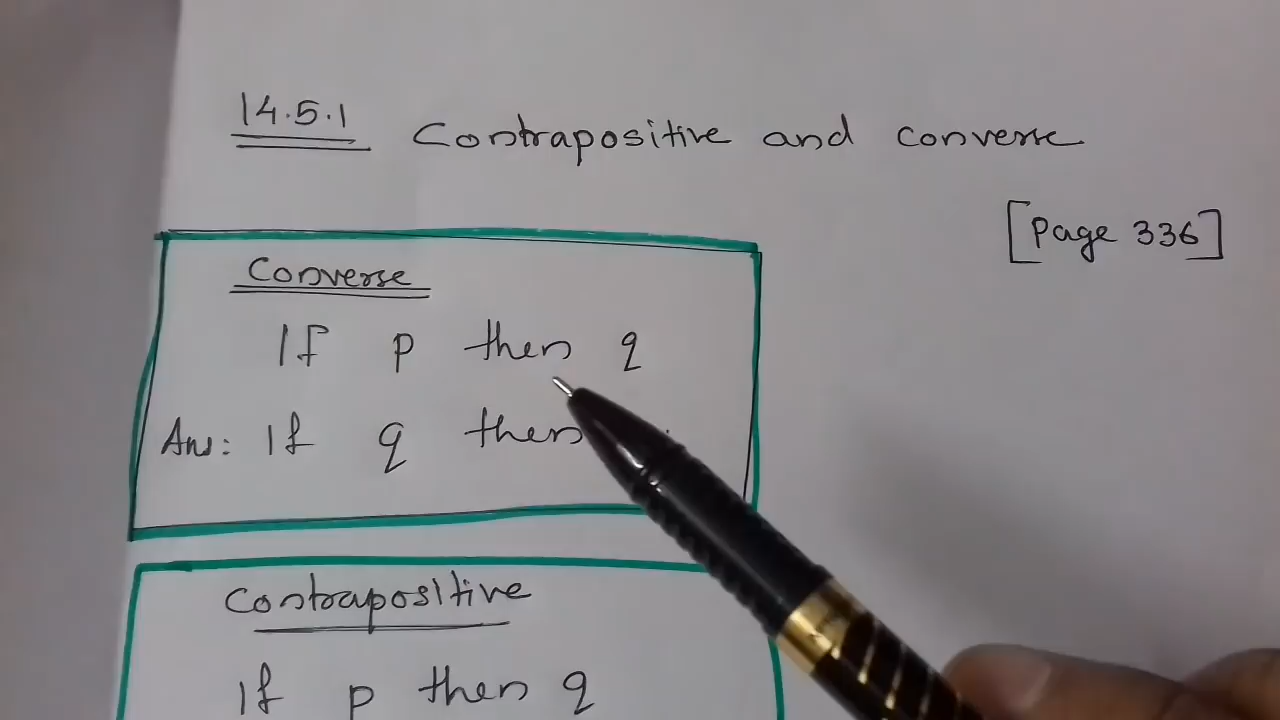 14.5.1 Contrapositive and converse
[Page 336]
Converse
If p then q
Ans: If q then
Contrapositive
If p then q